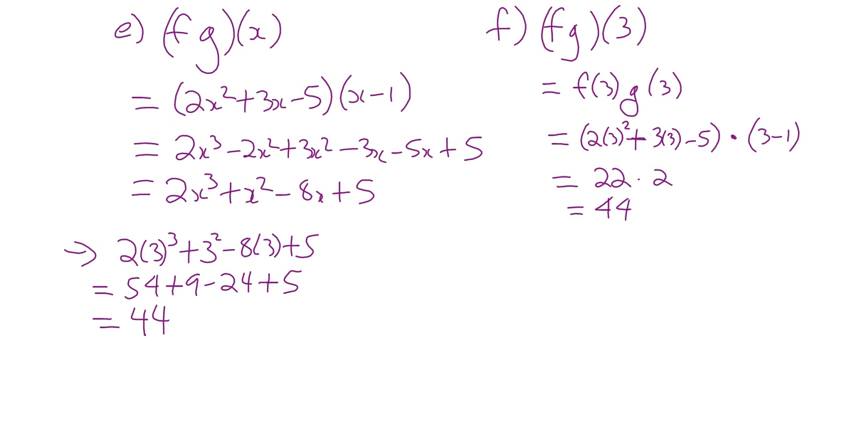 e) (fg)(x)
= (2x² + 3x - 5)(x - 1)
= 2x³ - 2x² + 3x² - 3x - 5x + 5
= 2x³ + x² - 8x + 5
→ 2(3)³ + 3² - 8(3) + 5
= 54 + 9 - 24 + 5
= 44
f) (fg)(3)
= f(3)g(3)
= (2(3)² + 3(3) - 5) · (3 - 1)
= 22 · 2
= 44